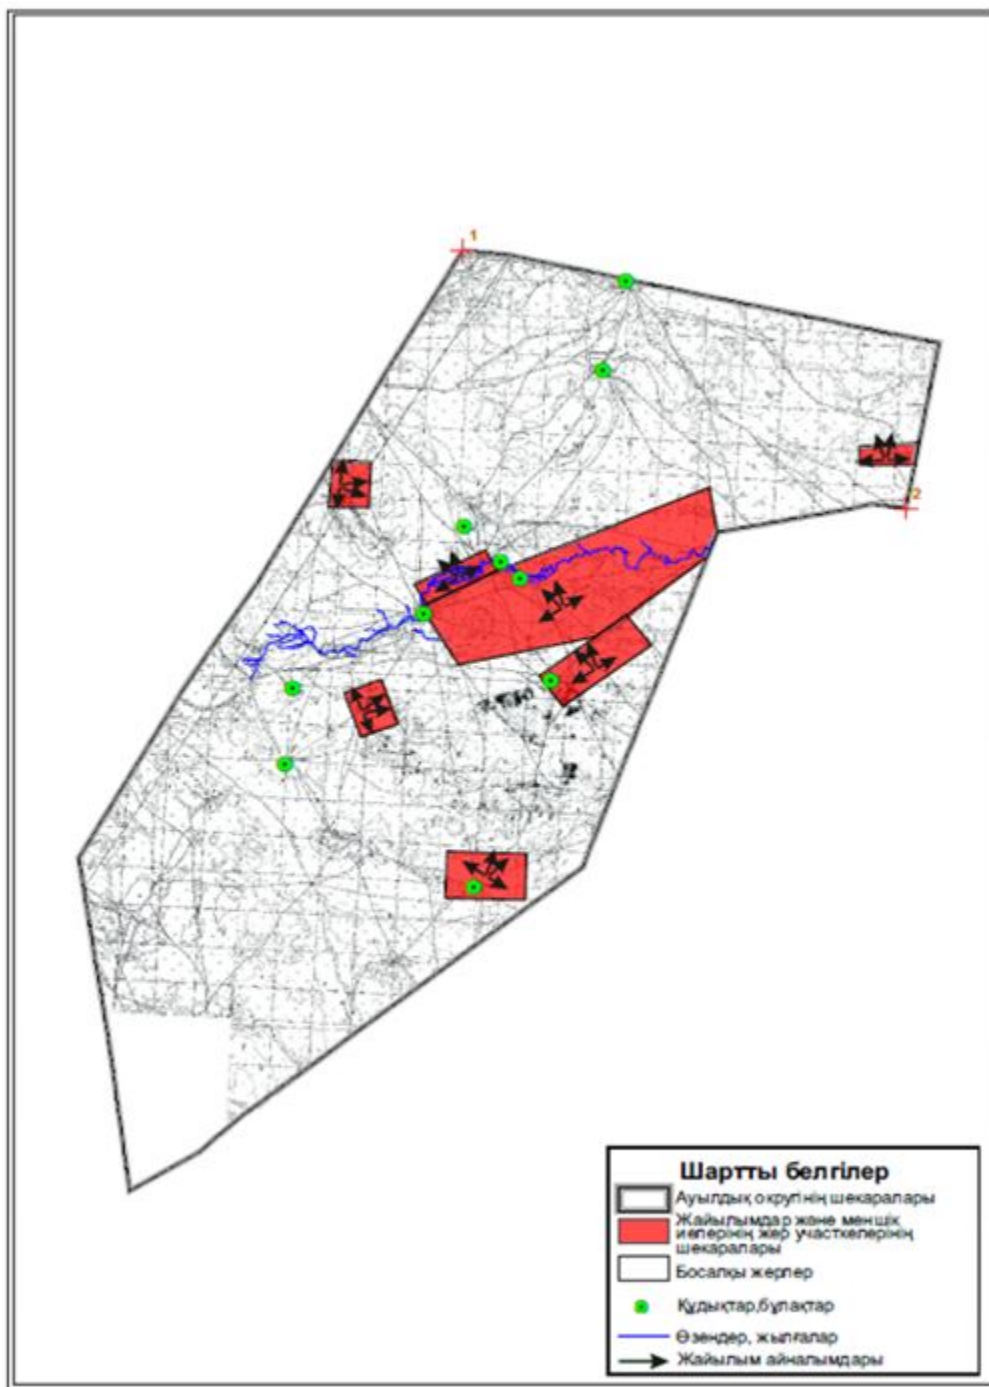 1
2
Шартты белгілер
Ауылдық округінің шекаралары
Жайылымдар және меншік
иелерінің жер участкелерінің
шекаралары
Босалқы жерлер
Құдықтар,бұлақтар
Өзендер, жылғалар
Жайылым айналымдары